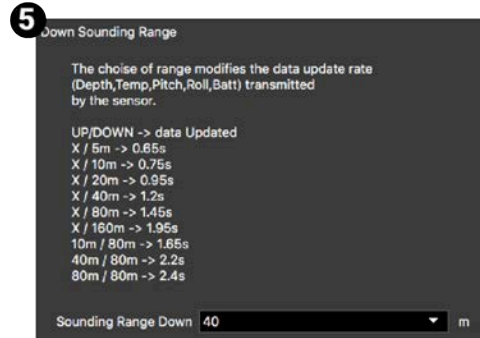 5
Down Sounding Range
The choise of range modifies the data update rate
(Depth,Temp,Pitch,Roll,Batt) transmitted
by the sensor.
UP/DOWN -> data Updated
X / 5m -> 0.65s
X / 10m -> 0.75s
X / 20m -> 0.95s
X / 40m -> 1.2s
X / 80m -> 1.45s
X / 160m -> 1.95s
10m / 80m -> 1.65s
40m / 80m -> 2.2s
80m / 80m -> 2.4s
Sounding Range Down 40 m